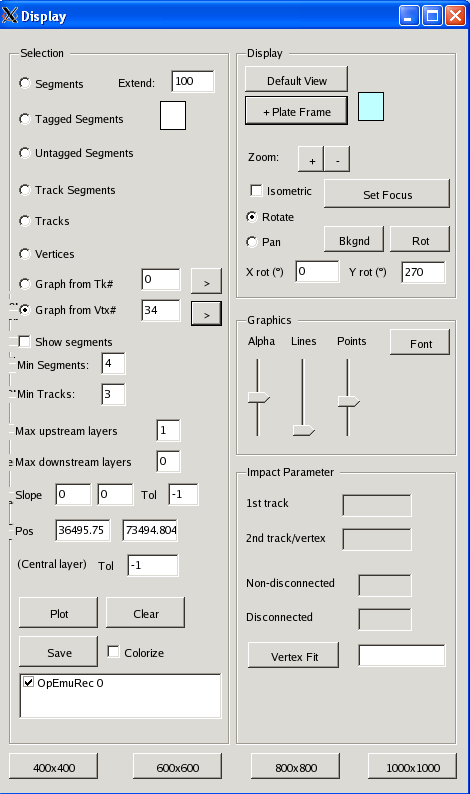 Display
Selection
Segments Extend: 100
Tagged Segments
Untagged Segments
Track Segments
Tracks
Vertices
Graph from Tk# 0 >
Graph from Vtx# 34 >
Show segments
Min Segments: 4
Min Tracks: 3
Max upstream layers 1
Max downstream layers 0
Slope 0 0 Tol -1
Pos 36495.75 73494.804
(Central layer) Tol -1
Plot Clear
Save Colorize
OpEmuRec 0
Display
Default View
+ Plate Frame
Zoom: + -
Isometric Set Focus
Rotate
Pan Bkgnd Rot
X rot (º) 0 Y rot (º) 270
Graphics
Alpha Lines Points Font
Impact Parameter
1st track
2nd track/vertex
Non-disconnected
Disconnected
Vertex Fit
400x400 600x600 800x800 1000x1000